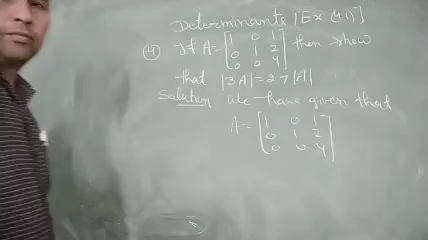 Determinants [Ex 4.1]
(4) If A = [1 0 1
0 1 2
0 0 4] then show
that |3A| = 27|A|
Solution we have given that
A = [1 0 1
0 1 2
0 0 4]